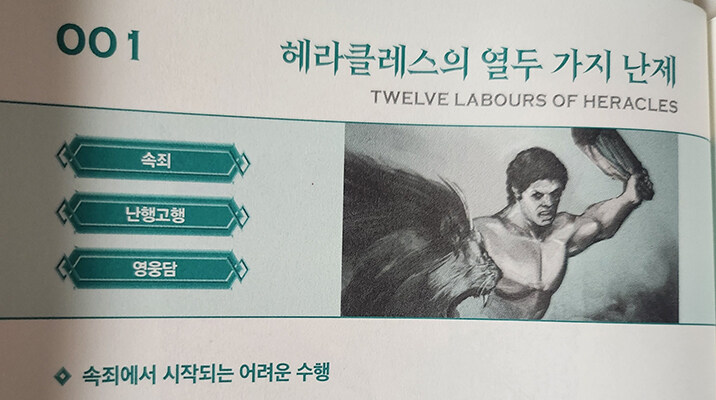 001
헤라클레스의 열두 가지 난제
TWELVE LABOURS OF HERACLES
속죄
난행고행
영웅담
속죄에서 시작되는 어려운 수행